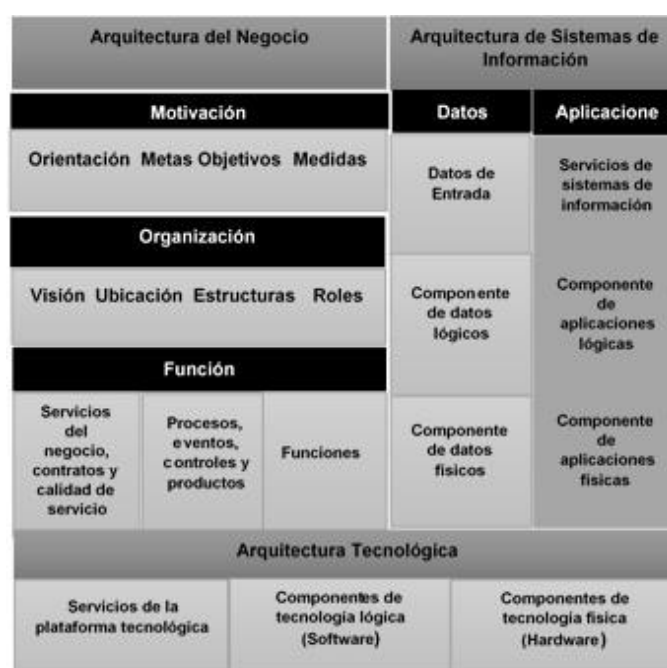 Arquitectura del Negocio
Arquitectura de Sistemas de
Información
Motivación
Orientación Metas Objetivos Medidas
Organización
Visión Ubicación Estructuras Roles
Función
Servicios
del
negocio,
contratos y
calidad de
servicio
Procesos,
eventos,
controles y
productos
Funciones
Datos
Aplicacione
Datos de
Entrada
Servicios de
sistemas de
información
Componente
de datos
lógicos
Componente
de
aplicaciones
lógicas
Componente
de datos
físicos
Componente
de
aplicaciones
físicas
Arquitectura Tecnológica
Servicios de la
plataforma tecnológica
Componentes de
tecnología lógica
(Software)
Componentes de
tecnología física
(Hardware)